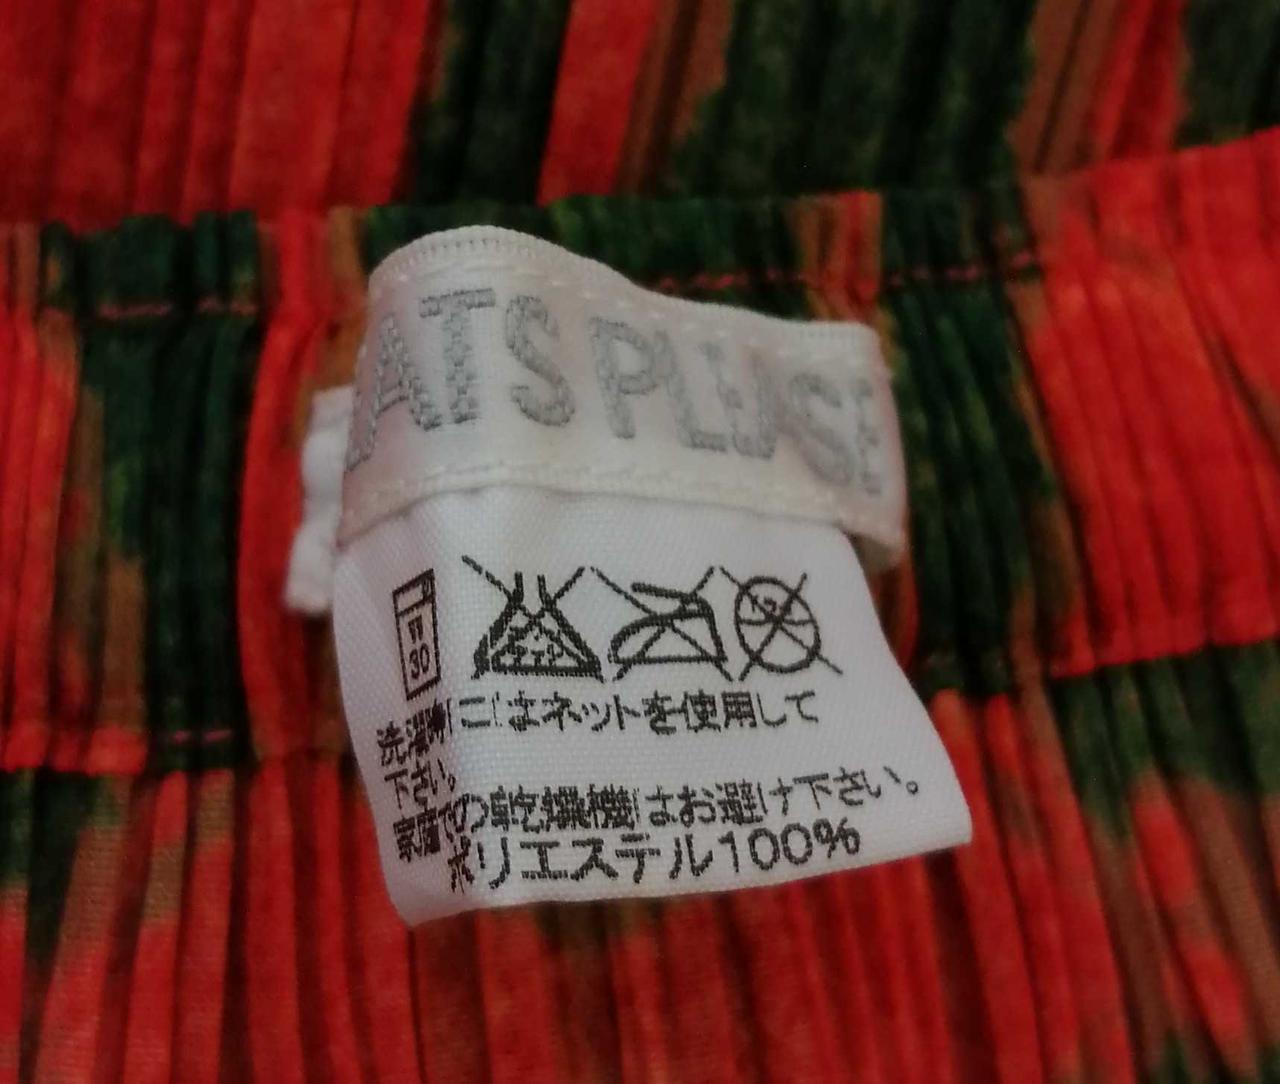 ATS PLUSE
30
洗濯時にはネットを使用して
下さい。
家庭での乾燥機はお避け下さい。
ポリエステル100%